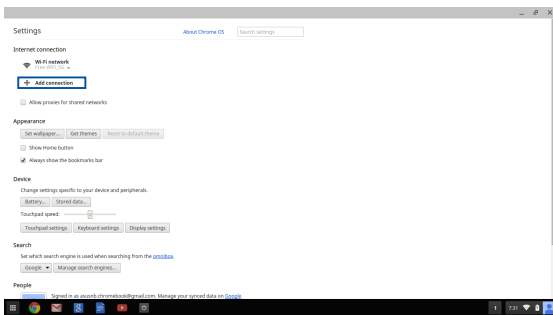 Settings
About Chrome OS
Search settings
Internet connection
Wi-Fi network
Free WiFi_5G
Add connection
Allow proxies for shared networks
Appearance
Set wallpaper... Get themes Reset to default theme
Show Home button
Always show the bookmarks bar
Device
Change settings specific to your device and peripherals.
Battery... Stored data...
Touchpad speed:
Touchpad settings Keyboard settings Display settings
Search
Set which search engine is used when searching from the omnibox.
Google Manage search engines...
People
Signed in as asusnb.chromebook@gmail.com. Manage your synced data on Google
8
1 7:31